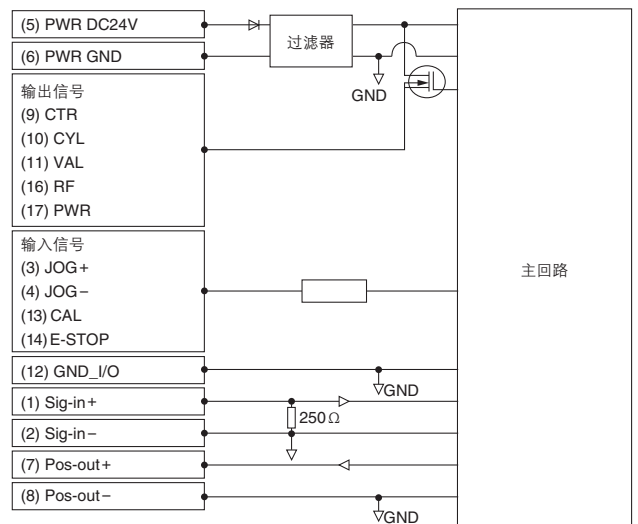 (5) PWR DC24V
(6) PWR GND
过滤器
GND
输出信号
(9) CTR
(10) CYL
(11) VAL
(16) RF
(17) PWR
输入信号
(3) JOG+
(4) JOG−
(13) CAL
(14) E-STOP
主回路
(12) GND_I/O
GND
(1) Sig-in+
250Ω
(2) Sig-in−
(7) Pos-out+
(8) Pos-out−
GND